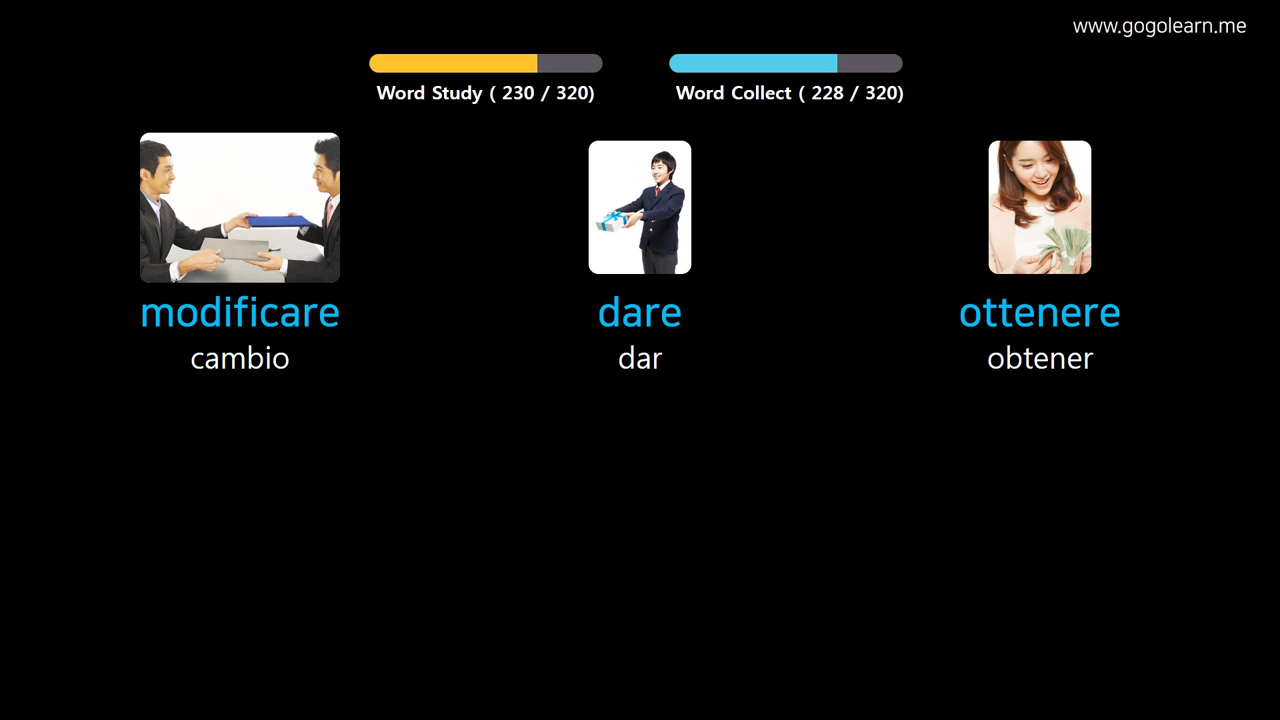 www.gogolearn.me
Word Study ( 230 / 320)
Word Collect ( 228 / 320)
modificare
cambio
dare
dar
ottenere
obtener